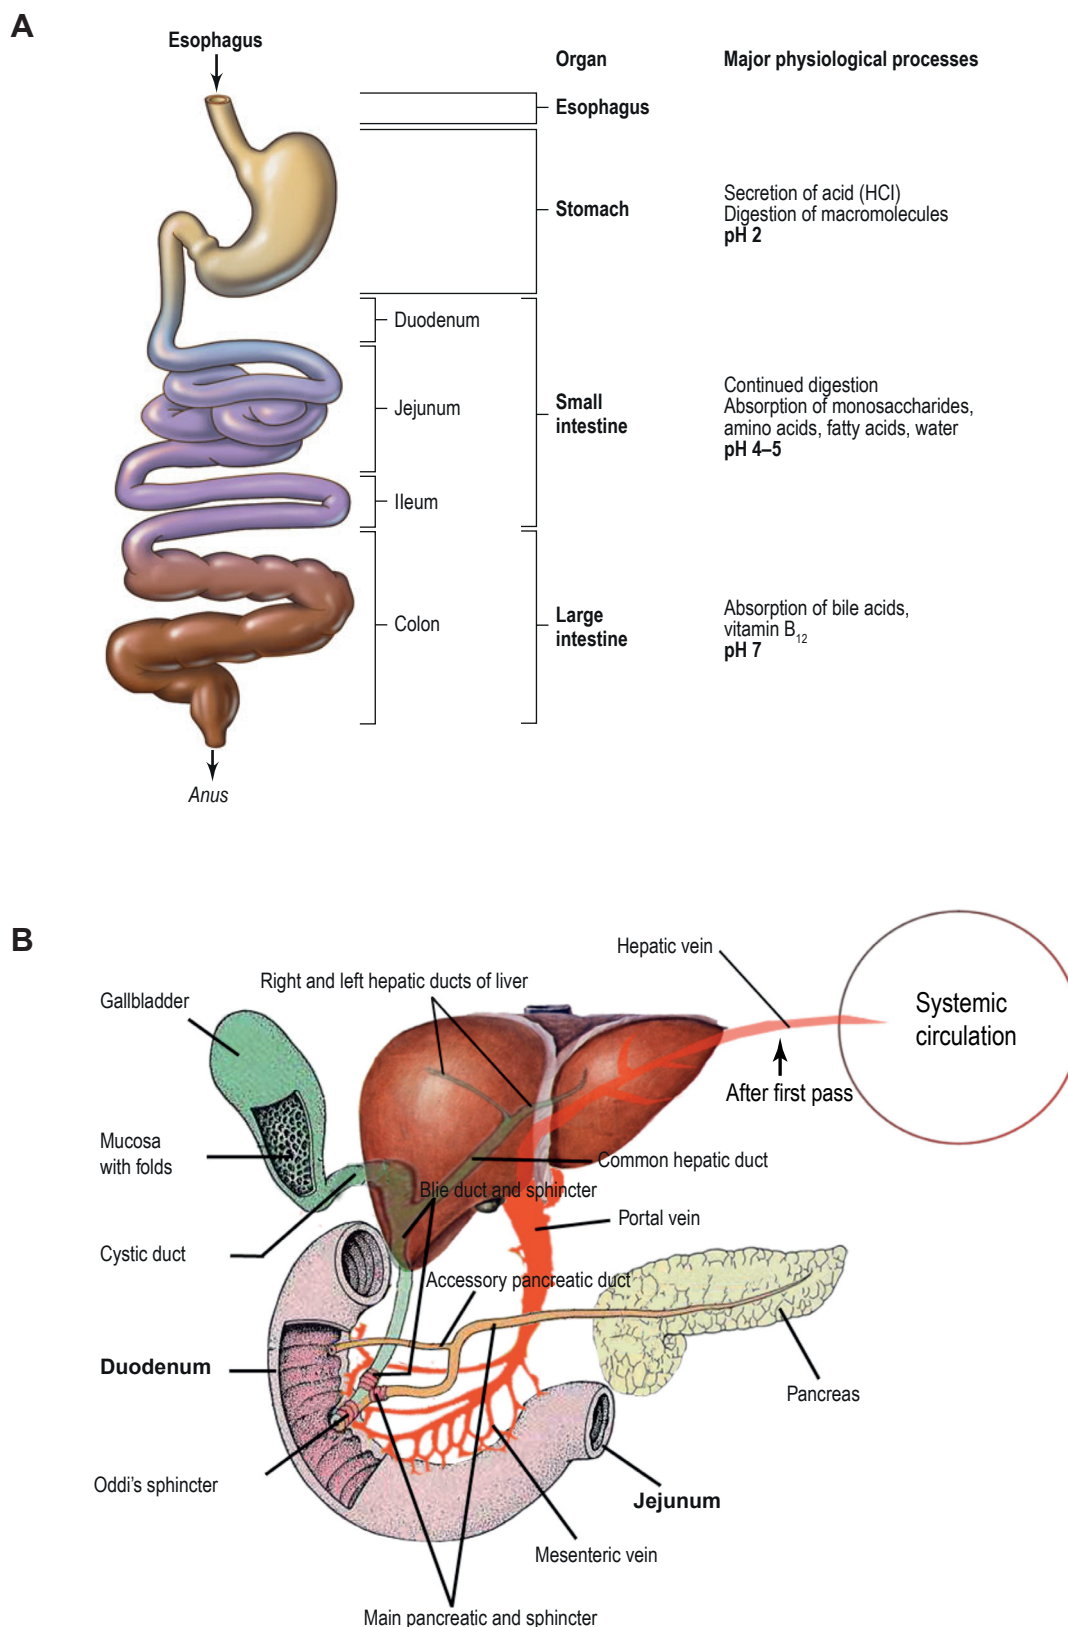 A
Esophagus
Organ
Major physiological processes
Esophagus
Stomach
Secretion of acid (HCl)
Digestion of macromolecules
pH 2
Duodenum
Jejunum
Ileum
Small
intestine
Continued digestion
Absorption of monosaccharides,
amino acids, fatty acids, water
pH 4–5
Colon
Large
intestine
Absorption of bile acids,
vitamin B12
pH 7
Anus
B
Hepatic vein
Right and left hepatic ducts of liver
Gallbladder
Systemic
circulation
After first pass
Mucosa
with folds
Common hepatic duct
Blie duct and sphincter
Portal vein
Cystic duct
Accessory pancreatic duct
Duodenum
Pancreas
Oddi's sphincter
Jejunum
Mesenteric vein
Main pancreatic and sphincter